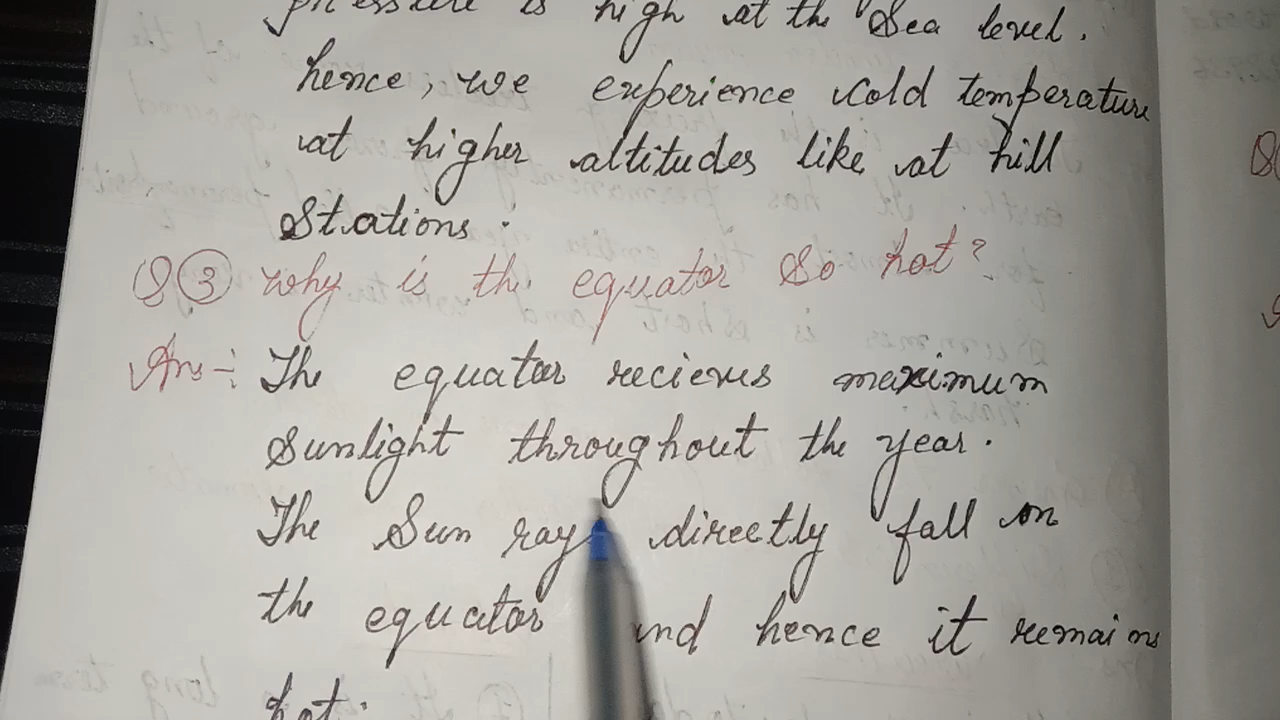 pressure is high at the Sea level.
hence, we experience cold temperature
at higher altitudes like at hill
Stations.
Q③ why is the equator So hot?
Ans-: The equator recieves maximum
Sunlight throughout the year.
The Sun rays directly fall on
the equator and hence it remains
hot.